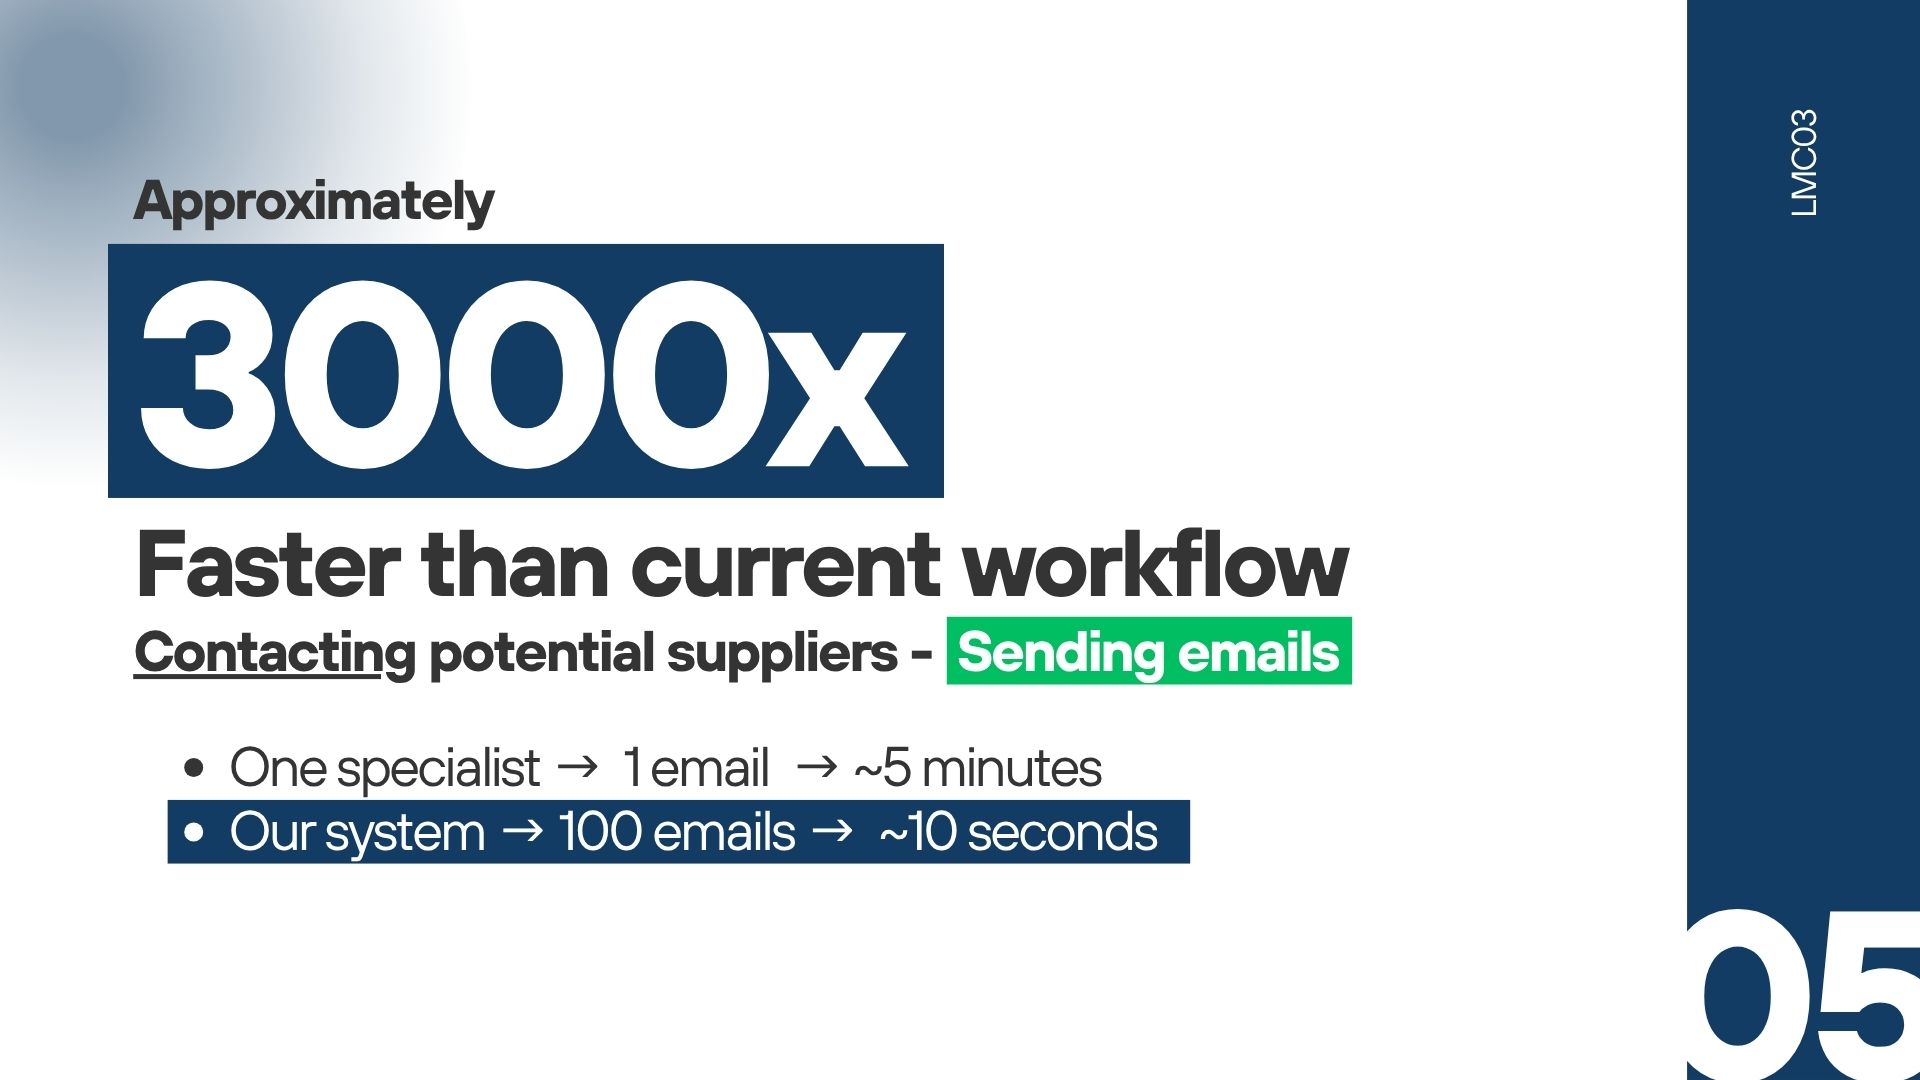 LMC03
Approximately
3000x
Faster than current workflow
Contacting potential suppliers - Sending emails
• One specialist → 1 email → ~5 minutes
• Our system → 100 emails → ~10 seconds
05